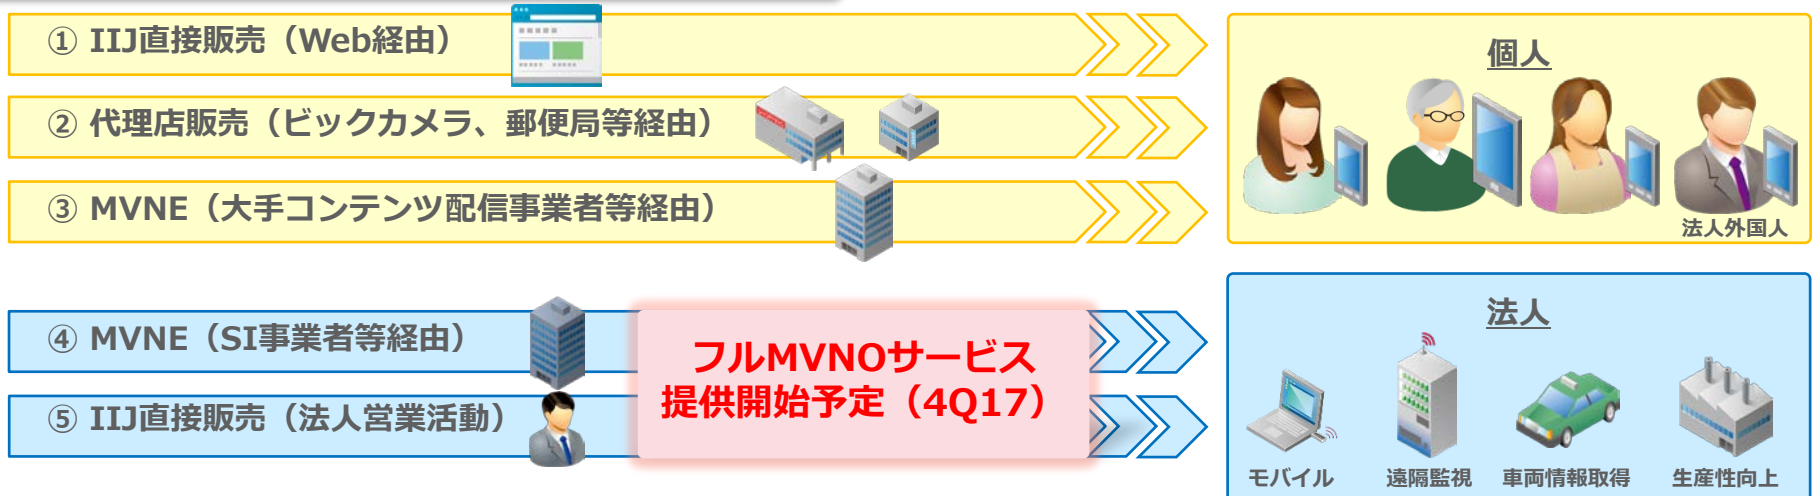 ① IIJ直接販売（Web経由）
② 代理店販売（ビックカメラ、郵便局等経由）
③ MVNE（大手コンテンツ配信事業者等経由）
個人
法人外国人
④ MVNE（SI事業者等経由）
⑤ IIJ直接販売（法人営業活動）
フルMVNOサービス
提供開始予定（4Q17）
法人
モバイル
遠隔監視
車両情報取得
生産性向上